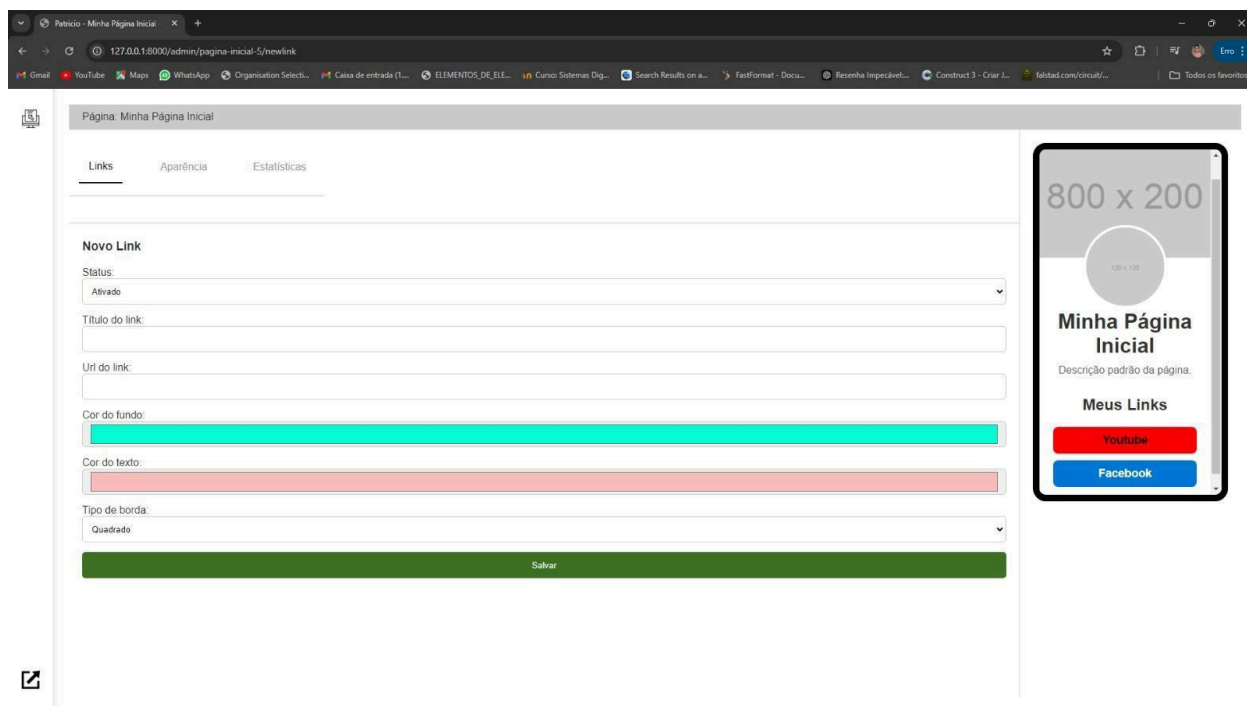 Patricio - Minha Página Inicial
127.0.0.1:8000/admin/pagina-inicial-5/newlink
Erro
Gmail YouTube Maps WhatsApp Organisation Selecti... Caixa de entrada (1.... ELEMENTOS_DE_ELE... Curso: Sistemas Dig... Search Results on a... FastFormat - Docu... Resenha Impecável:... Construct 3 - Criar J... falstad.com/circuit/... Todos os favoritos
Página: Minha Página Inicial
Links Aparência Estatísticas
Novo Link
Status:
Ativado
Título do link:
Url do link:
Cor do fundo:
Cor do texto:
Tipo de borda:
Quadrado
Salvar
800 x 200
Minha Página
Inicial
Descrição padrão da página.
Meus Links
Youtube
Facebook